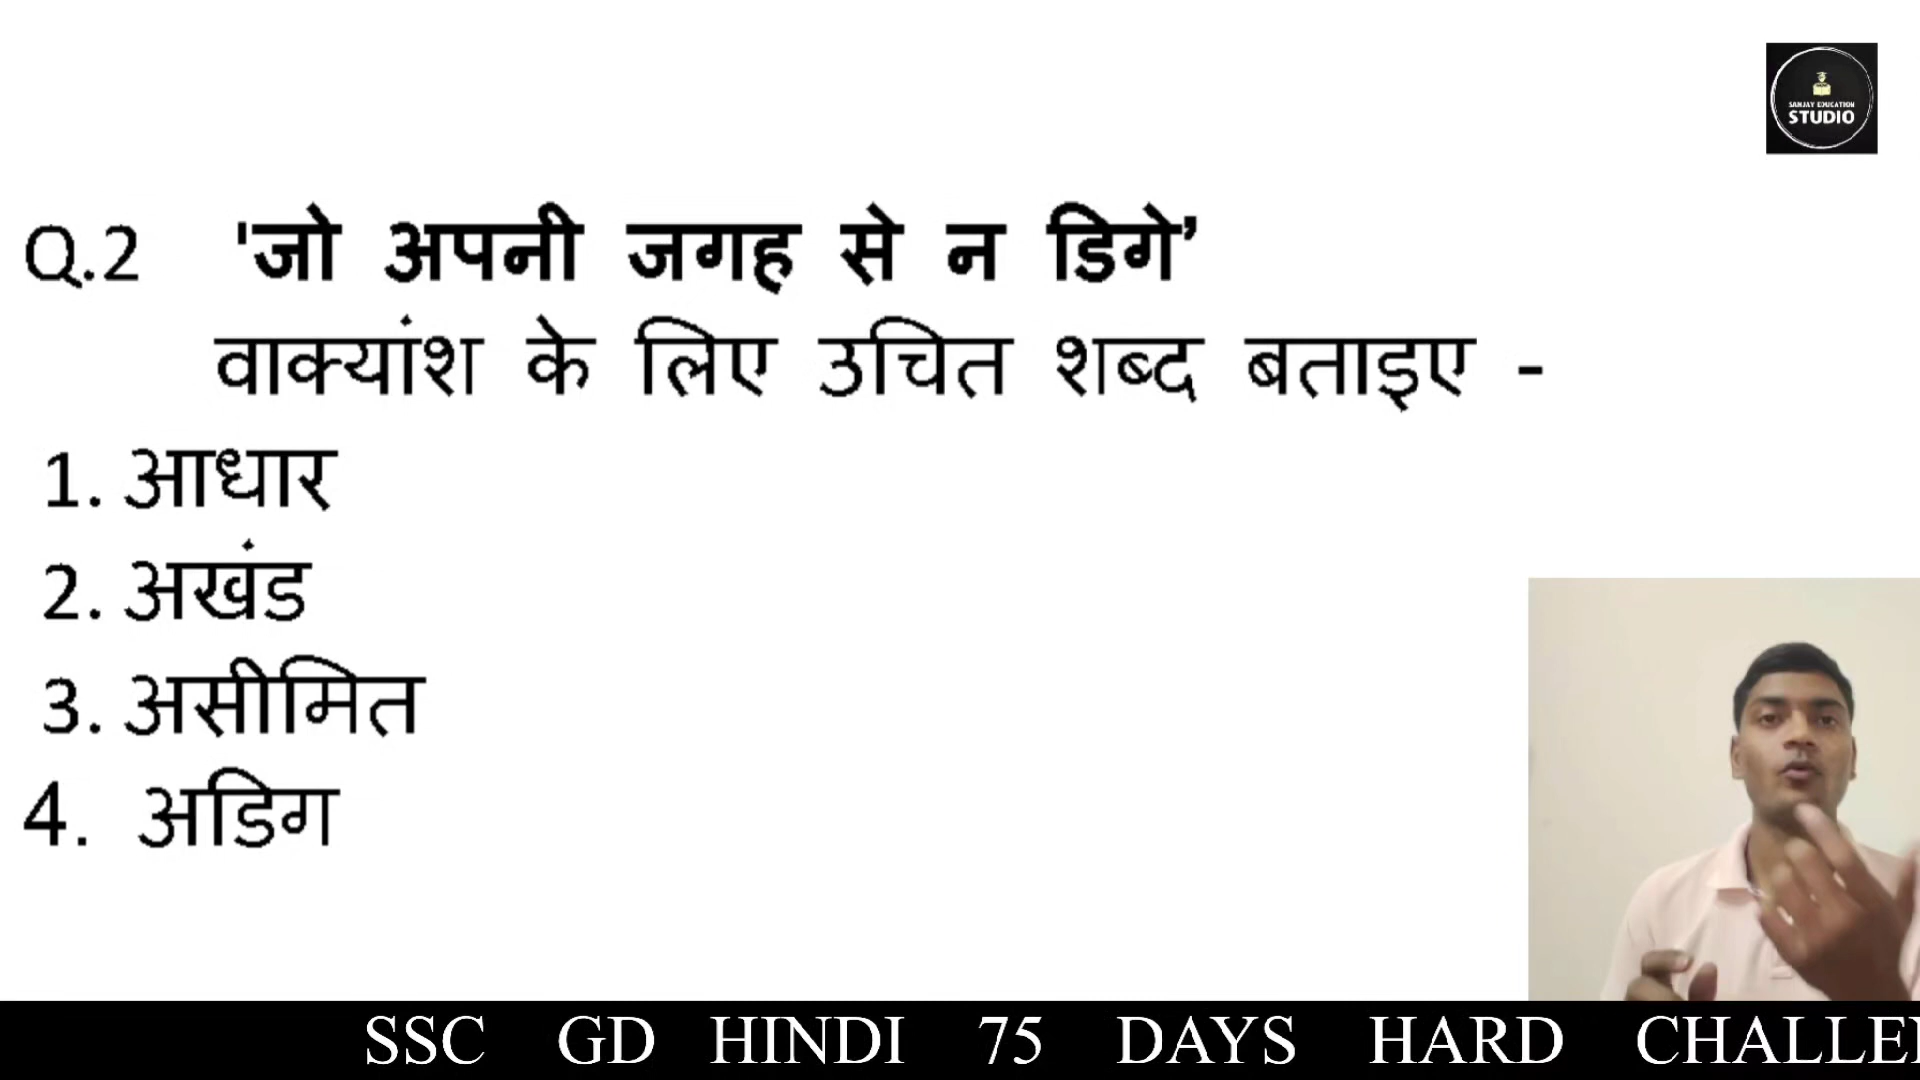 SANJAY EDUCATION
STUDIO
Q.2 'जो अपनी जगह से न डिगे’
वाक्यांश के लिए उचित शब्द बताइए -
1. आधार
2. अखंड
3. असीमित
4. अडिग
SSC GD HINDI 75 DAYS HARD CHALLE